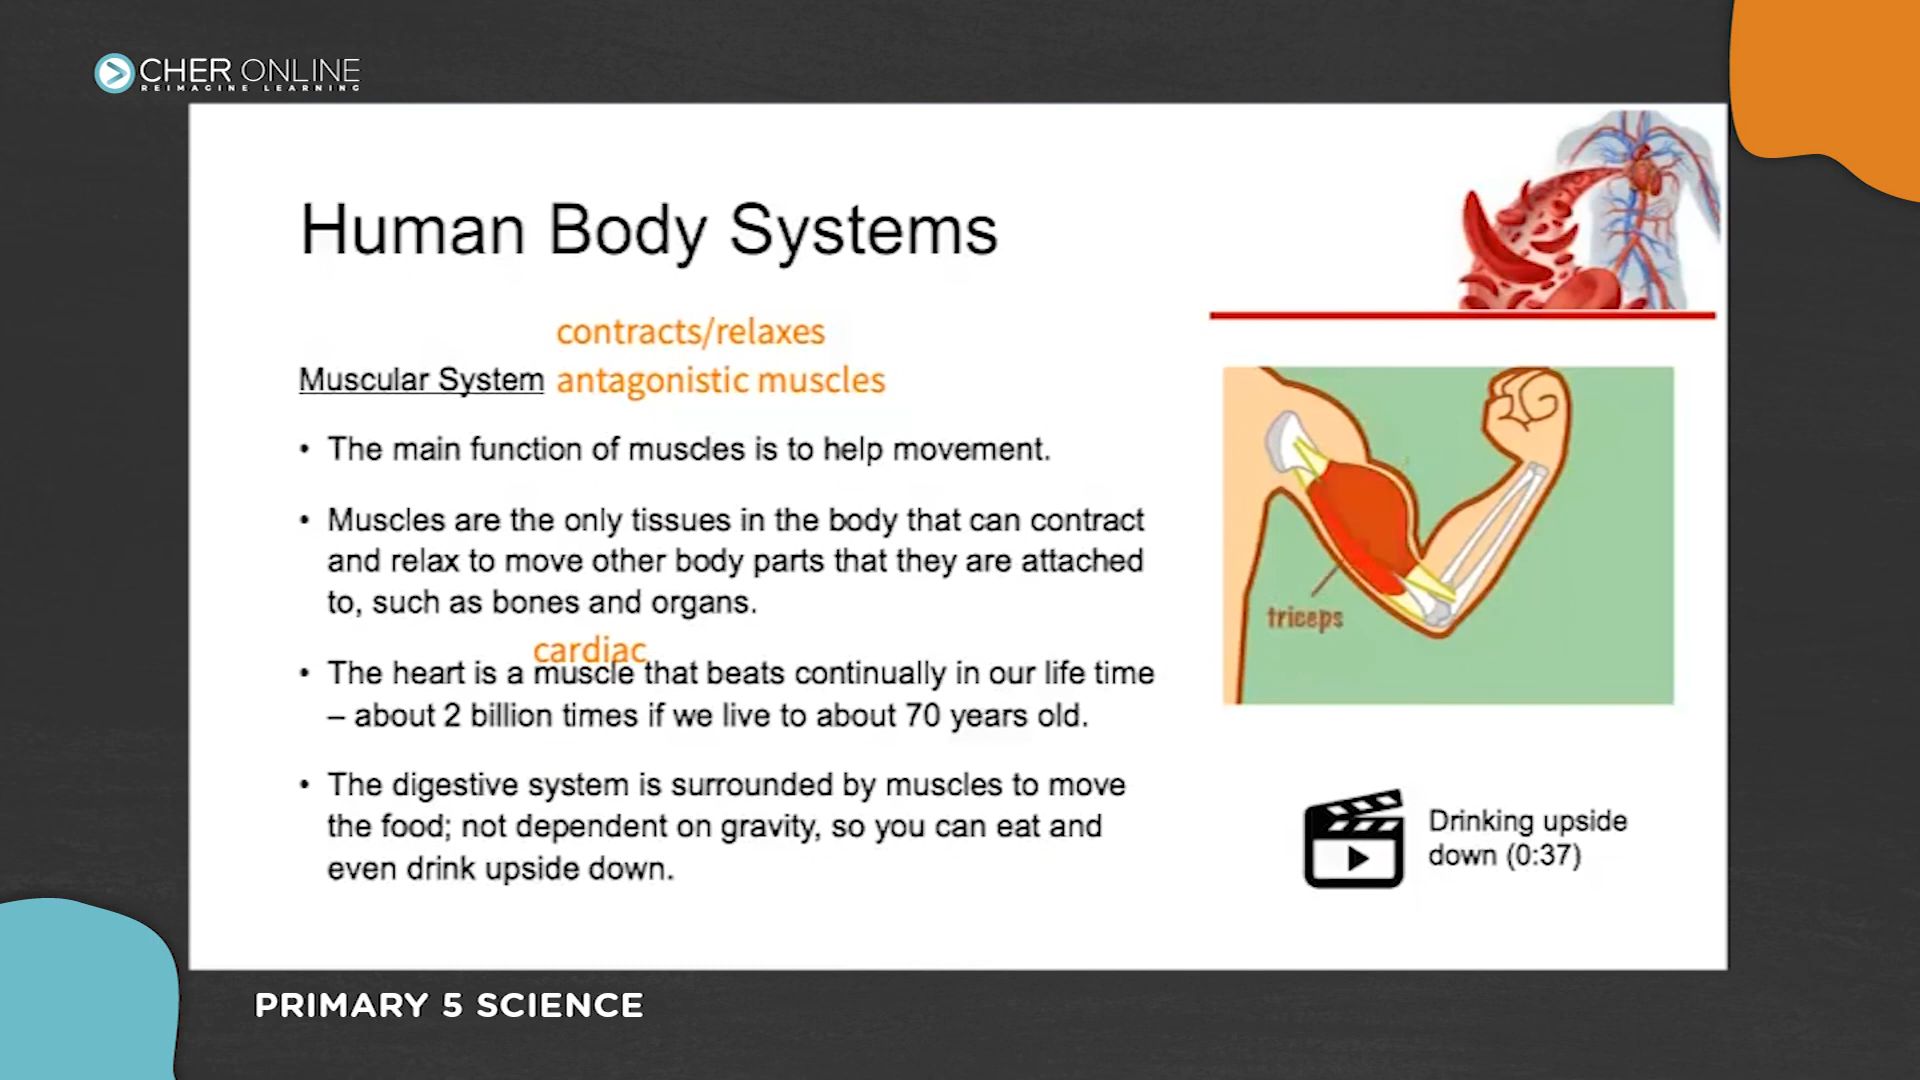 CHER ONLINE
REIMAGINE LEARNING
Human Body Systems
contracts/relaxes
Muscular System antagonistic muscles
• The main function of muscles is to help movement.
• Muscles are the only tissues in the body that can contract
and relax to move other body parts that they are attached
to, such as bones and organs.
cardiac
• The heart is a muscle that beats continually in our life time
– about 2 billion times if we live to about 70 years old.
• The digestive system is surrounded by muscles to move
the food; not dependent on gravity, so you can eat and
even drink upside down.
triceps
Drinking upside
down (0:37)
PRIMARY 5 SCIENCE